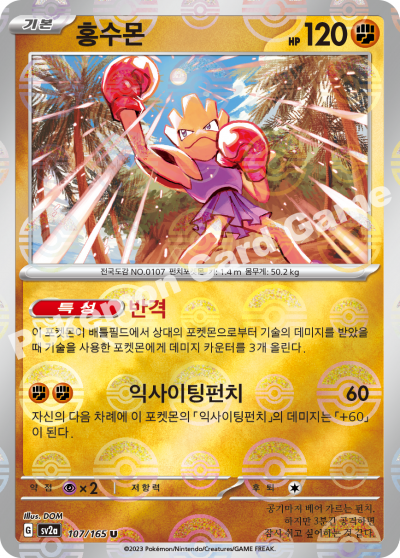 기본 홍수몬 HP 120
전국도감 NO.0107 펀치포켓몬 키: 1.4 m 몸무게: 50.2 kg
특성 반격
이 포켓몬이 배틀필드에서 상대의 포켓몬으로부터 기술의 데미지를 받았을
때 기술을 사용한 포켓몬에게 데미지 카운터를 3개 올린다.
익사이팅펀치 60
자신의 다음 차례에 이 포켓몬의 「익사이팅펀치」의 데미지는 「+60」
이 된다.
약점 ×2 저항력 후퇴
Illus. DOM
G sv2a 107/165 U
공기마저 베어 가르는 펀치.
하지만 3분간 공격하면
잠시 쉬고 싶어하는 것 같다.
©2023 Pokémon/Nintendo/Creatures/GAME FREAK.
Pokémon Card Game